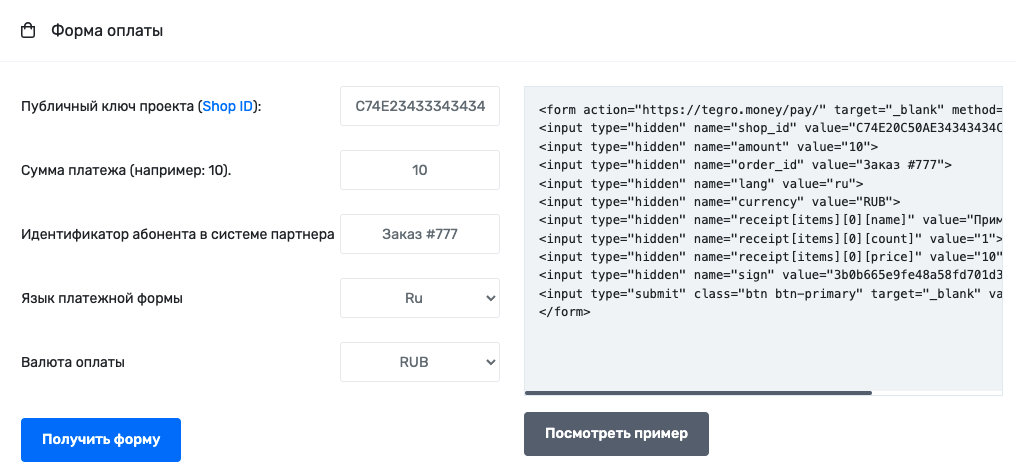 Форма оплаты
Публичный ключ проекта (Shop ID):
C74E23433343434
Сумма платежа (например: 10).
10
Идентификатор абонента в системе партнера
Заказ #777
Язык платежной формы
Ru
Валюта оплаты
RUB
Получить форму
<form action="https://tegro.money/pay/" target="_blank" method=
<input type="hidden" name="shop_id" value="C74E20C50AE34343434C
<input type="hidden" name="amount" value="10">
<input type="hidden" name="order_id" value="Заказ #777">
<input type="hidden" name="lang" value="ru">
<input type="hidden" name="currency" value="RUB">
<input type="hidden" name="receipt[items][0][name]" value="Прим
<input type="hidden" name="receipt[items][0][count]" value="1">
<input type="hidden" name="receipt[items][0][price]" value="10"
<input type="hidden" name="sign" value="3b0b665e9fe48a58fd701d3
<input type="submit" class="btn btn-primary" target="_blank" va
</form>
Посмотреть пример